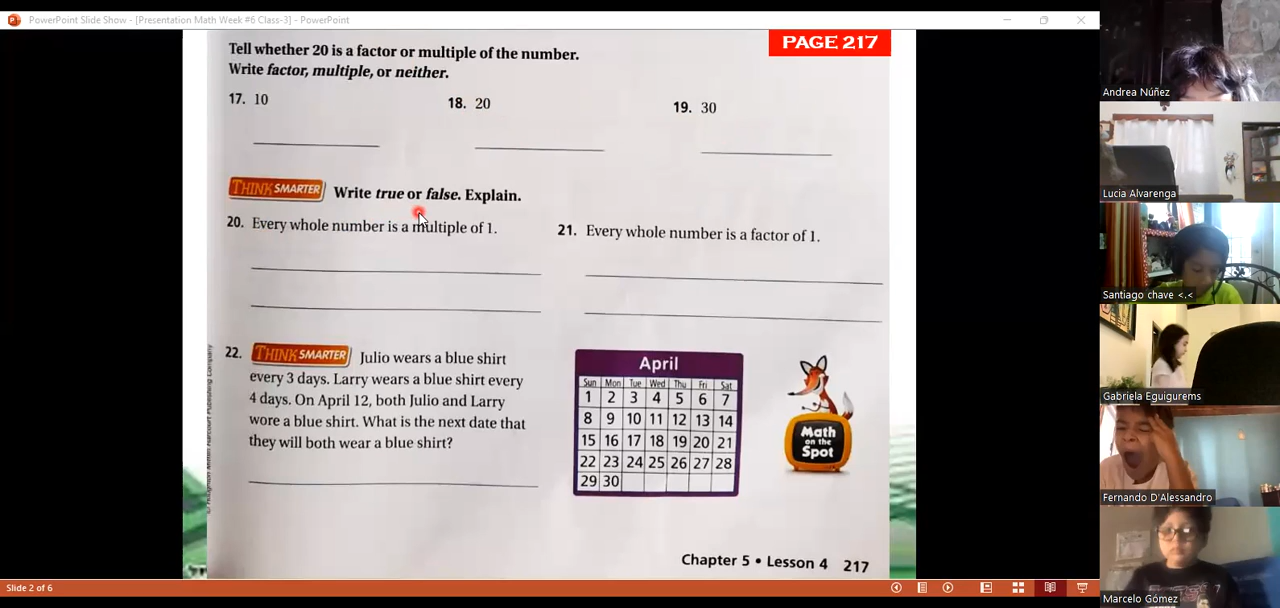 PowerPoint Slide Show - [Presentation Math Week #6 Class-3] - PowerPoint
PAGE 217
Tell whether 20 is a factor or multiple of the number.
Write factor, multiple, or neither.
17. 10
18. 20
19. 30
THINK SMARTER Write true or false. Explain.
20. Every whole number is a multiple of 1.
21. Every whole number is a factor of 1.
22. THINK SMARTER Julio wears a blue shirt
every 3 days. Larry wears a blue shirt every
4 days. On April 12, both Julio and Larry
wore a blue shirt. What is the next date that
they will both wear a blue shirt?
April
Sun Mon Tue Wed Thu Fri Sat
1 2 3 4 5 6 7
8 9 10 11 12 13 14
15 16 17 18 19 20 21
22 23 24 25 26 27 28
29 30
Math
on the
Spot
Chapter 5 • Lesson 4 217
Slide 2 of 6
Andrea Núñez
Lucia Alvarenga
Santiago chave <.<
Gabriela Eguigurems
Fernando D'Alessandro
Marcelo Gómez